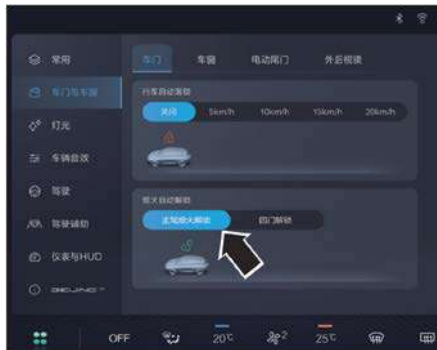 常用
车门
车窗
电动尾门
外后视镜
车门与车窗
行车自动落锁
关闭
5km/h
10km/h
15km/h
20km/h
灯光
车辆音效
驾驶
熄火自动解锁
主驾熄火解锁
四门解锁
驾驶辅助
仪表与HUD
BEIJING
OFF
20℃
2
25℃